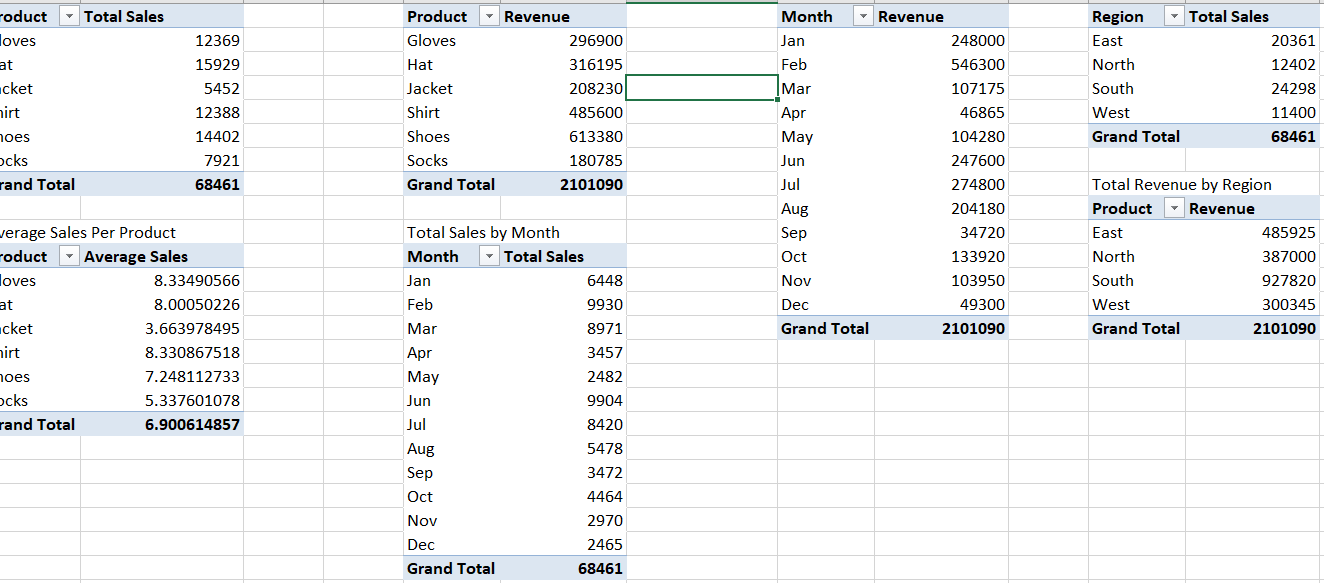 roduct Total Sales
loves 12369
at 15929
cket 5452
irt 12388
hoes 14402
ocks 7921
rand Total 68461
verage Sales Per Product
roduct Average Sales
loves 8.33490566
at 8.00050226
cket 3.663978495
irt 8.330867518
hoes 7.248112733
ocks 5.337601078
rand Total 6.900614857
Product Revenue
Gloves 296900
Hat 316195
Jacket 208230
Shirt 485600
Shoes 613380
Socks 180785
Grand Total 2101090
Total Sales by Month
Month Total Sales
Jan 6448
Feb 9930
Mar 8971
Apr 3457
May 2482
Jun 9904
Jul 8420
Aug 5478
Sep 3472
Oct 4464
Nov 2970
Dec 2465
Grand Total 68461
Month Revenue
Jan 248000
Feb 546300
Mar 107175
Apr 46865
May 104280
Jun 247600
Jul 274800
Aug 204180
Sep 34720
Oct 133920
Nov 103950
Dec 49300
Grand Total 2101090
Region Total Sales
East 20361
North 12402
South 24298
West 11400
Grand Total 68461
Total Revenue by Region
Product Revenue
East 485925
North 387000
South 927820
West 300345
Grand Total 2101090